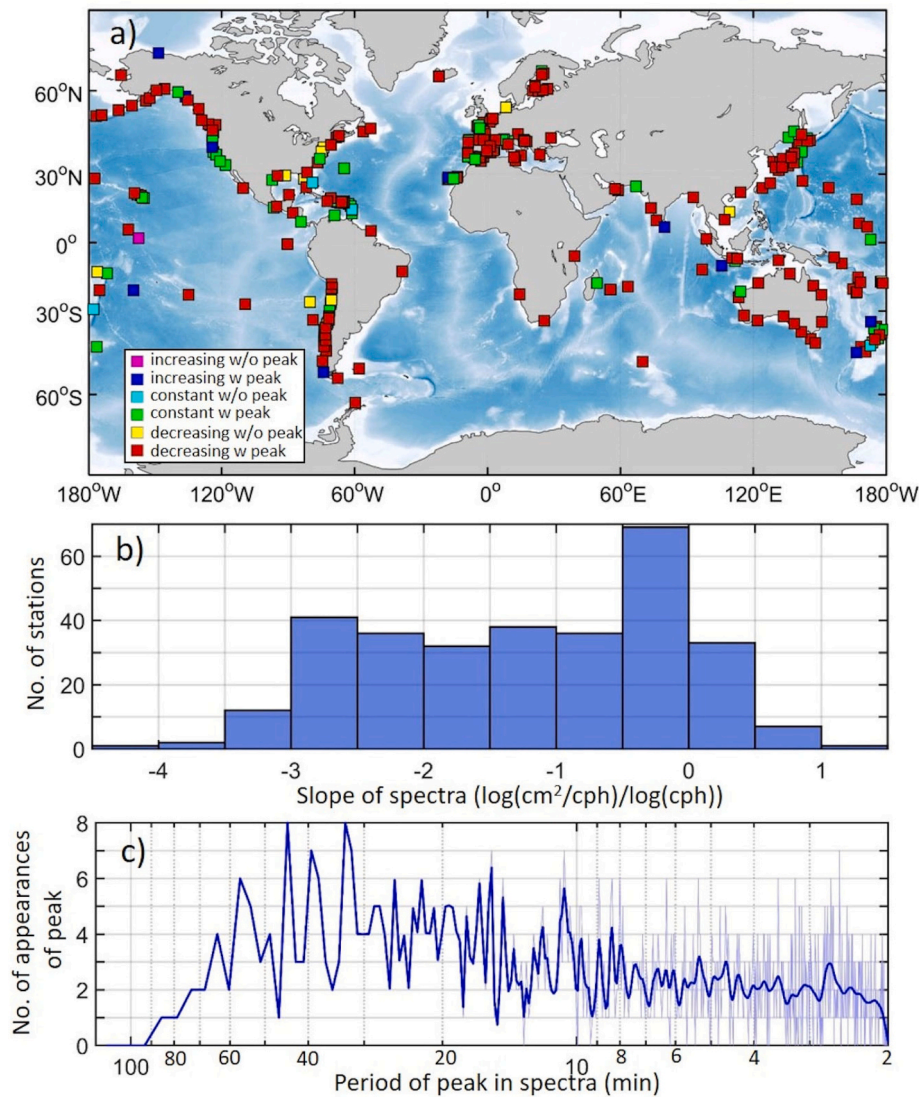 a)
60°N
30°N
0°
30°S
60°S
increasing w/o peak
increasing w peak
constant w/o peak
constant w peak
decreasing w/o peak
decreasing w peak
180°W 120°W 60°W 0° 60°E 120°E 180°W
b)
No. of stations
60
40
20
0
-4 -3 -2 -1 0 1
Slope of spectra (log(cm²/cph)/log(cph))
c)
No. of appearances
of peak
8
6
4
2
0
100 80 60 40 20 10 8 6 4 2
Period of peak in spectra (min)